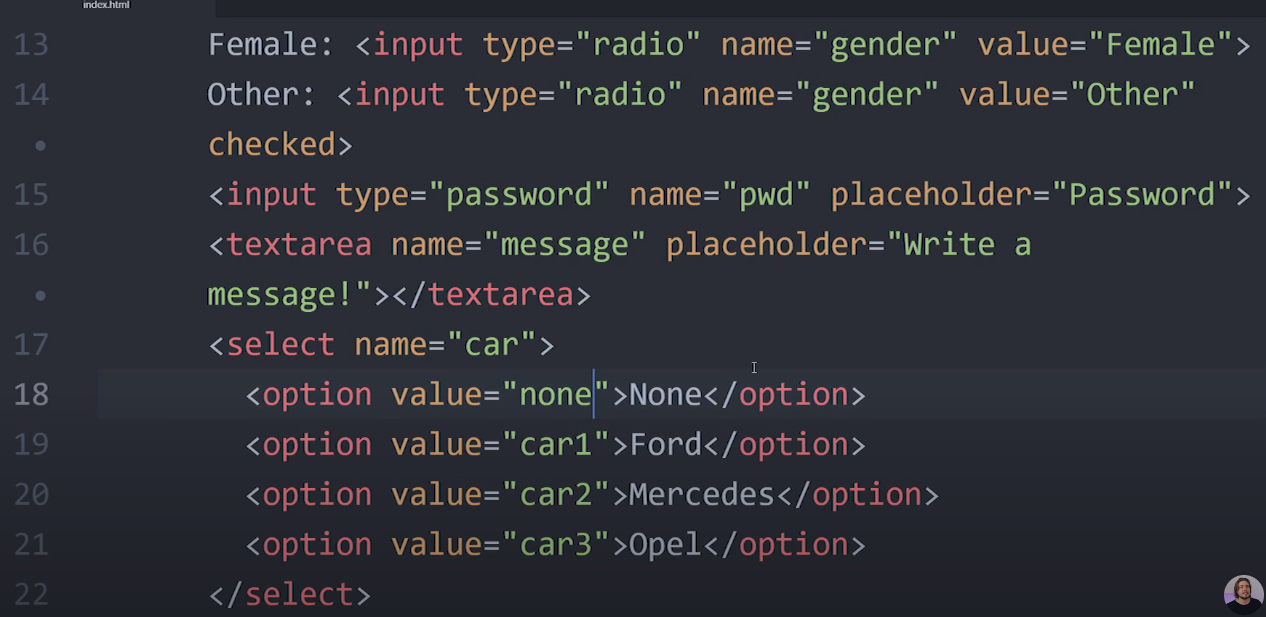 index.html
13 Female: <input type="radio" name="gender" value="Female">
14 Other: <input type="radio" name="gender" value="Other"
• checked>
15 <input type="password" name="pwd" placeholder="Password">
16 <textarea name="message" placeholder="Write a
• message!"></textarea>
17 <select name="car">
18 <option value="none">None</option>
19 <option value="car1">Ford</option>
20 <option value="car2">Mercedes</option>
21 <option value="car3">Opel</option>
22 </select>